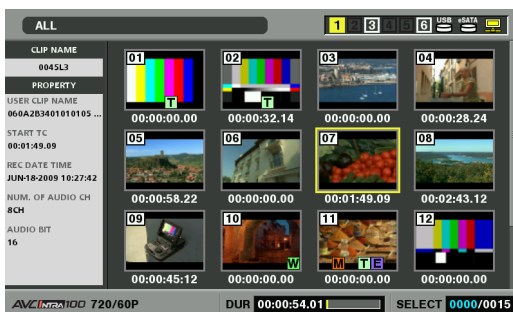 ALL
1 2 3 4 5 6 USB eSATA
CLIP NAME
0045L3
PROPERTY
USER CLIP NAME
060A2B3401010105 ...
START TC
00:01:49.09
REC DATE TIME
JUN-18-2009 10:27:42
NUM. OF AUDIO CH
8CH
AUDIO BIT
16
01 02 03 04
T T
00:00:00.00 00:00:32.14 00:00:00.00 00:00:28.24
05 06 07 08
00:00:58.22 00:00:00.00 00:01:49.09 00:02:43.12
09 10 11 12
W M T E
00:00:45:12 00:00:00.00 00:00:00.00 00:00:00.00
AVC INTRA 100 720/60P DUR 00:00:54.01 SELECT 0000/0015